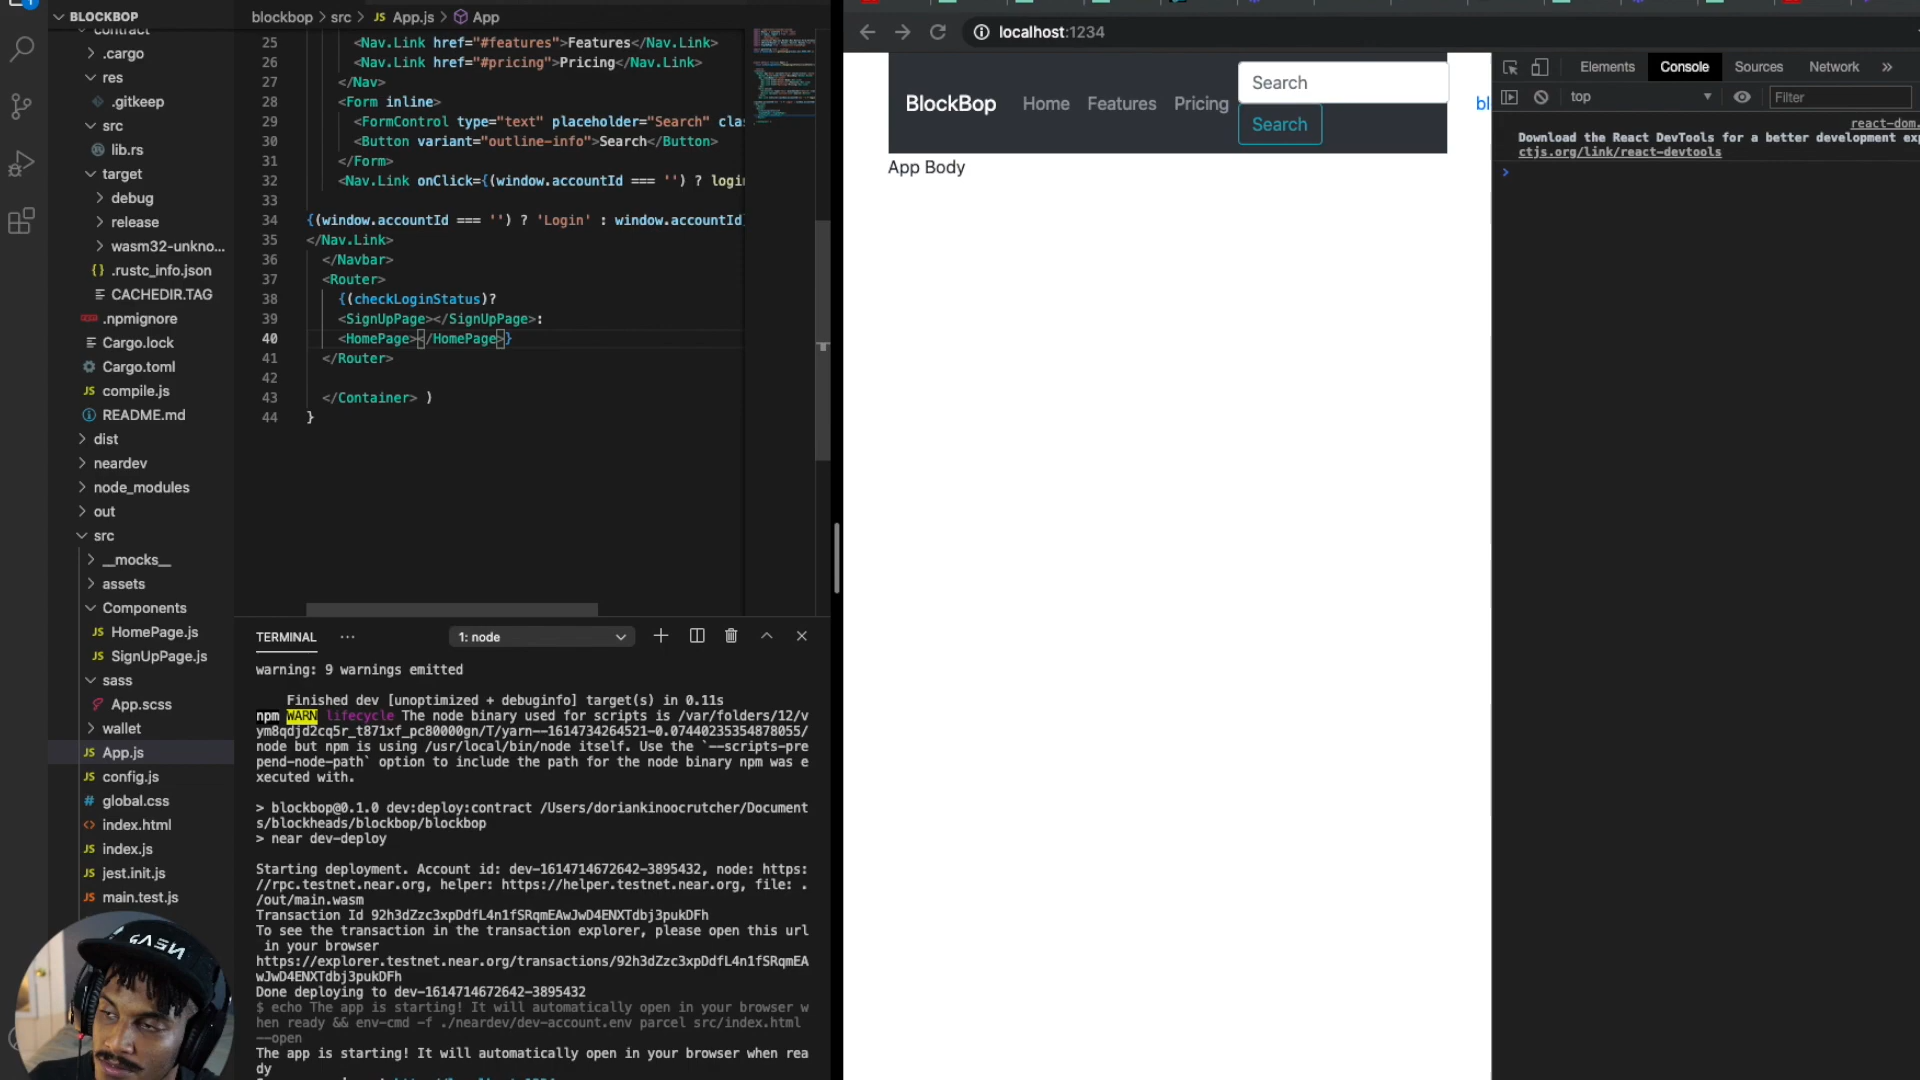 BLOCKBOP
contract
.cargo
res
.gitkeep
src
lib.rs
target
debug
release
wasm32-unkno...
.rustc_info.json
CACHEDIR.TAG
.npmignore
Cargo.lock
Cargo.toml
compile.js
README.md
dist
neardev
node_modules
out
src
__mocks__
assets
Components
HomePage.js
SignUpPage.js
sass
App.scss
wallet
App.js
config.js
global.css
index.html
index.js
jest.init.js
main.test.js
blockbop > src > JS App.js > App
25 <Nav.Link href="#features">Features</Nav.Link>
26 <Nav.Link href="#pricing">Pricing</Nav.Link>
27 </Nav>
28 <Form inline>
29 <FormControl type="text" placeholder="Search" clas
30 <Button variant="outline-info">Search</Button>
31 </Form>
32 <Nav.Link onClick={(window.accountId === '') ? login
33
34 {(window.accountId === '') ? 'Login' : window.accountId}
35 </Nav.Link>
36 </Navbar>
37 <Router>
38 {(checkLoginStatus)?
39 <SignUpPage></SignUpPage>:
40 <HomePage></HomePage>}
41 </Router>
42
43 </Container> )
44 }
TERMINAL ... 1: node
warning: 9 warnings emitted
Finished dev [unoptimized + debuginfo] target(s) in 0.11s
npm WARN lifecycle The node binary used for scripts is /var/folders/12/v
ym8qdjd2cq5r_t871xf_pc80000gn/T/yarn--1614734264521-0.07440235354878055/
node but npm is using /usr/local/bin/node itself. Use the `--scripts-pre
pend-node-path` option to include the path for the node binary npm was e
xecuted with.
> blockbop@0.1.0 dev:deploy:contract /Users/doriankinoocrutcher/Document
s/blockheads/blockbop/blockbop
> near dev-deploy
Starting deployment. Account id: dev-1614714672642-3895432, node: https:
//rpc.testnet.near.org, helper: https://helper.testnet.near.org, file: .
/out/main.wasm
Transaction Id 92h3dZzc3xpDdfL4n1fSRqmEAwJwD4ENXTdbj3pukDFh
To see the transaction in the transaction explorer, please open this url
in your browser
https://explorer.testnet.near.org/transactions/92h3dZzc3xpDdfL4n1fSRqmEA
wJwD4ENXTdbj3pukDFh
Done deploying to dev-1614714672642-3895432
$ echo The app is starting! It will automatically open in your browser w
hen ready && env-cmd -f ./neardev/dev-account.env parcel src/index.html
--open
The app is starting! It will automatically open in your browser when rea
dy
localhost:1234
BlockBop Home Features Pricing Search
Search
bl
App Body
Elements Console Sources Network »
top Filter
react-dom.
Download the React DevTools for a better development exp
ctjs.org/link/react-devtools